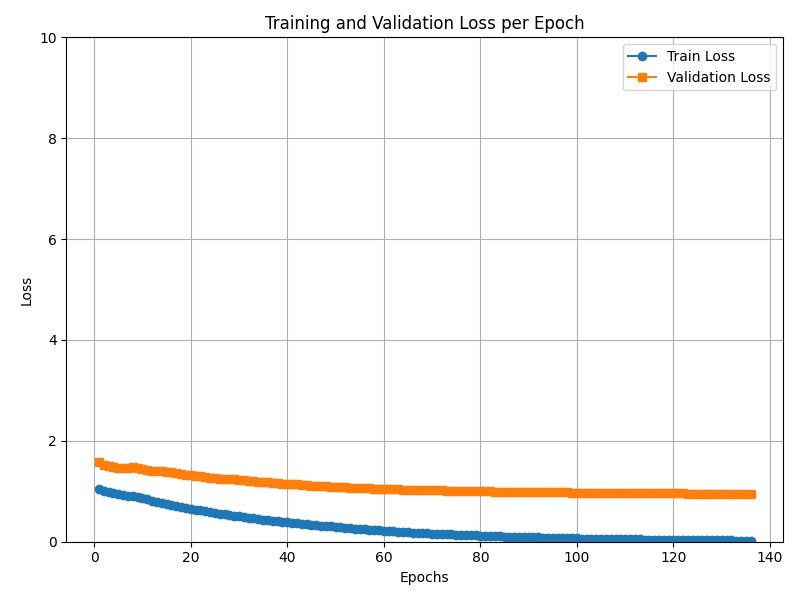 Training and Validation Loss per Epoch
10
8
6
4
2
0
Loss
Train Loss
Validation Loss
0 20 40 60 80 100 120 140
Epochs